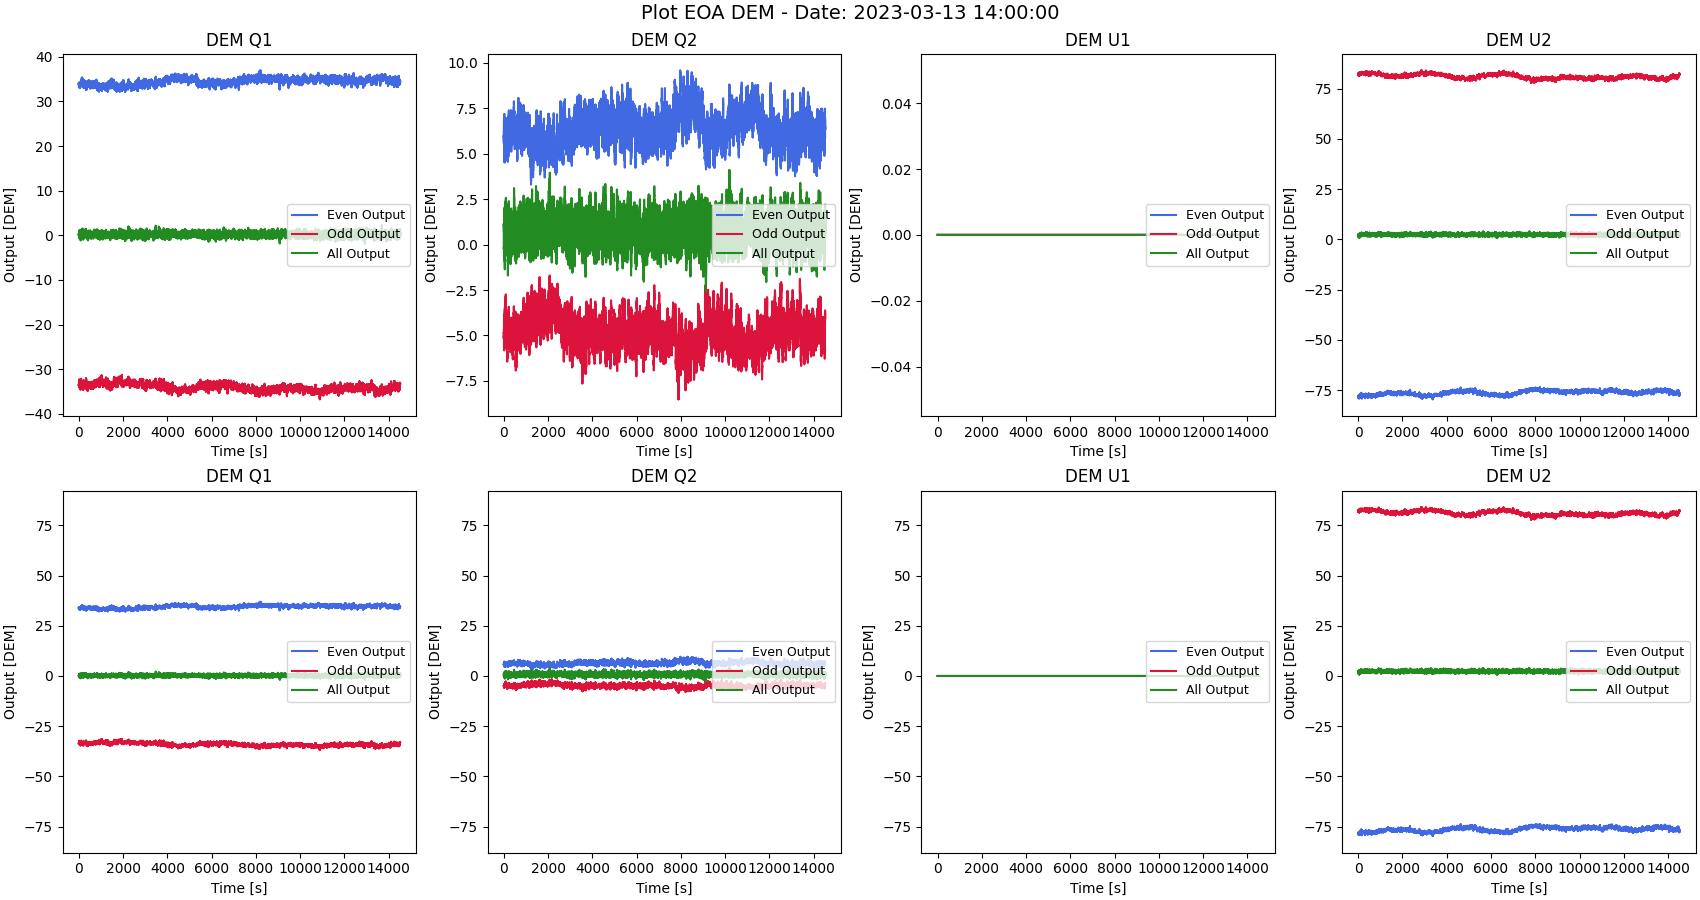 Plot EOA DEM - Date: 2023-03-13 14:00:00
DEM Q1
Output [DEM]
40
30
20
10
0
−10
−20
−30
−40
Even Output
Odd Output
All Output
0 2000 4000 6000 8000 10000 12000 14000
Time [s]
DEM Q2
Output [DEM]
10.0
7.5
5.0
2.5
0.0
−2.5
−5.0
−7.5
Even Output
Odd Output
All Output
0 2000 4000 6000 8000 10000 12000 14000
Time [s]
DEM U1
Output [DEM]
0.04
0.02
0.00
−0.02
−0.04
Even Output
Odd Output
All Output
0 2000 4000 6000 8000 10000 12000 14000
Time [s]
DEM U2
Output [DEM]
75
50
25
0
−25
−50
−75
Even Output
Odd Output
All Output
0 2000 4000 6000 8000 10000 12000 14000
Time [s]
DEM Q1
Output [DEM]
75
50
25
0
−25
−50
−75
Even Output
Odd Output
All Output
0 2000 4000 6000 8000 10000 12000 14000
Time [s]
DEM Q2
Output [DEM]
75
50
25
0
−25
−50
−75
Even Output
Odd Output
All Output
0 2000 4000 6000 8000 10000 12000 14000
Time [s]
DEM U1
Output [DEM]
75
50
25
0
−25
−50
−75
Even Output
Odd Output
All Output
0 2000 4000 6000 8000 10000 12000 14000
Time [s]
DEM U2
Output [DEM]
75
50
25
0
−25
−50
−75
Even Output
Odd Output
All Output
0 2000 4000 6000 8000 10000 12000 14000
Time [s]